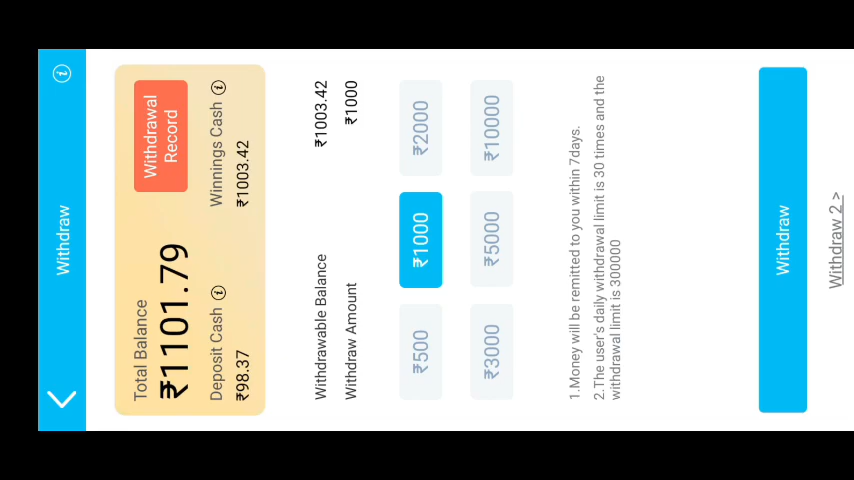 Withdraw
Total Balance
₹1101.79
Withdrawal
Record
Deposit Cash i
Winnings Cash i
₹98.37
₹1003.42
Withdrawable Balance
₹1003.42
Withdraw Amount
₹1000
₹500
₹1000
₹2000
₹3000
₹5000
₹10000
1.Money will be remitted to you within 7days.
2.The user's daily withdrawal limit is 30 times and the
withdrawal limit is 300000
Withdraw
Withdraw 2 >